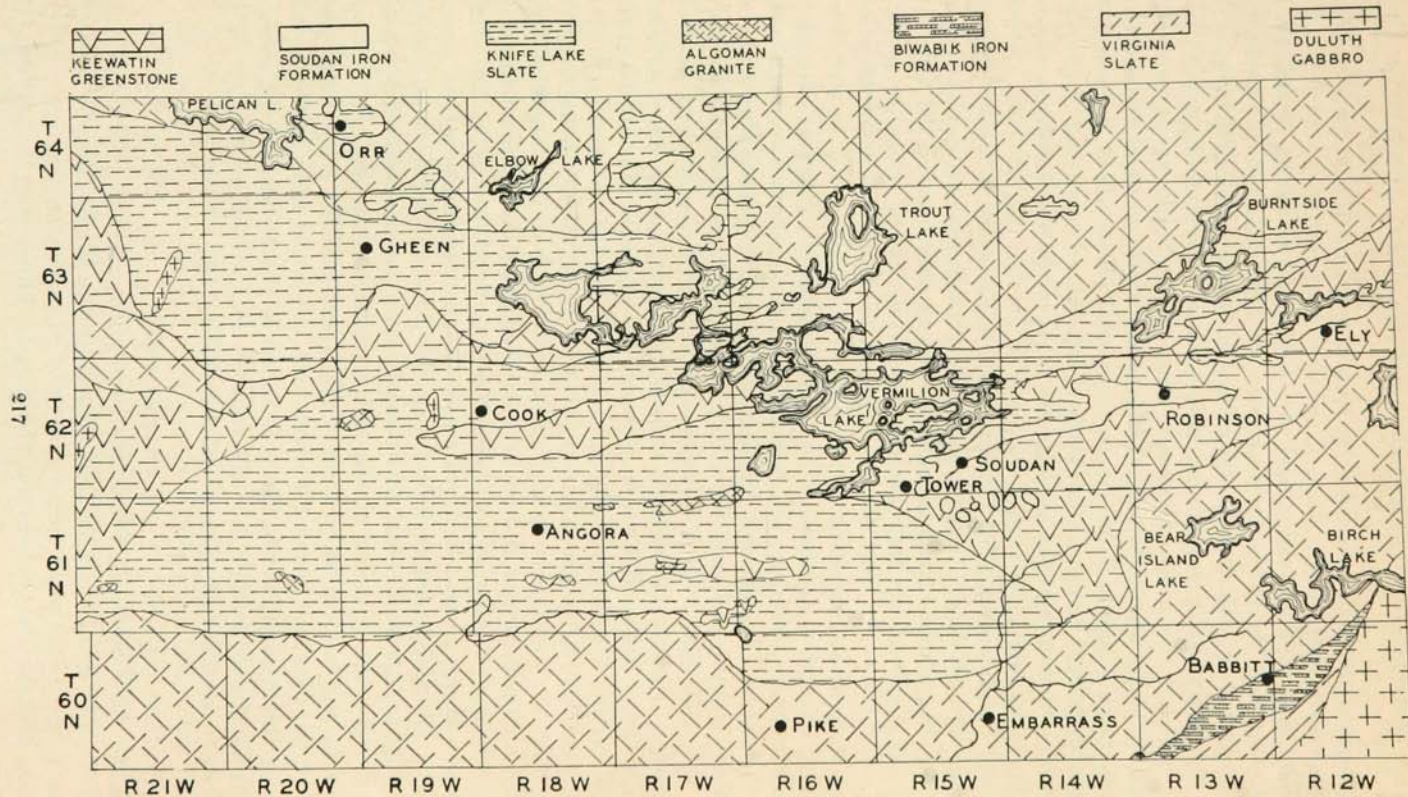 KEEWATIN
GREENSTONE
SOUDAN IRON
FORMATION
KNIFE LAKE
SLATE
ALGOMAN
GRANITE
BIWABIK IRON
FORMATION
VIRGINIA
SLATE
DULUTH
GABBRO
T
64
N
PELICAN L.
ORR
ELBOW LAKE
TROUT
LAKE
BURNTSIDE
LAKE
T
63
N
GHEEN
ELY
217
T
62
N
COOK
VERMILION
LAKE
ROBINSON
SOUDAN
TOWER
T
61
N
ANGORA
BEAR
ISLAND
LAKE
BIRCH
LAKE
T
60
N
BABBITT
PIKE
EMBARRASS
R 21 W
R 20 W
R 19 W
R 18 W
R 17 W
R 16 W
R 15 W
R 14 W
R 13 W
R 12 W